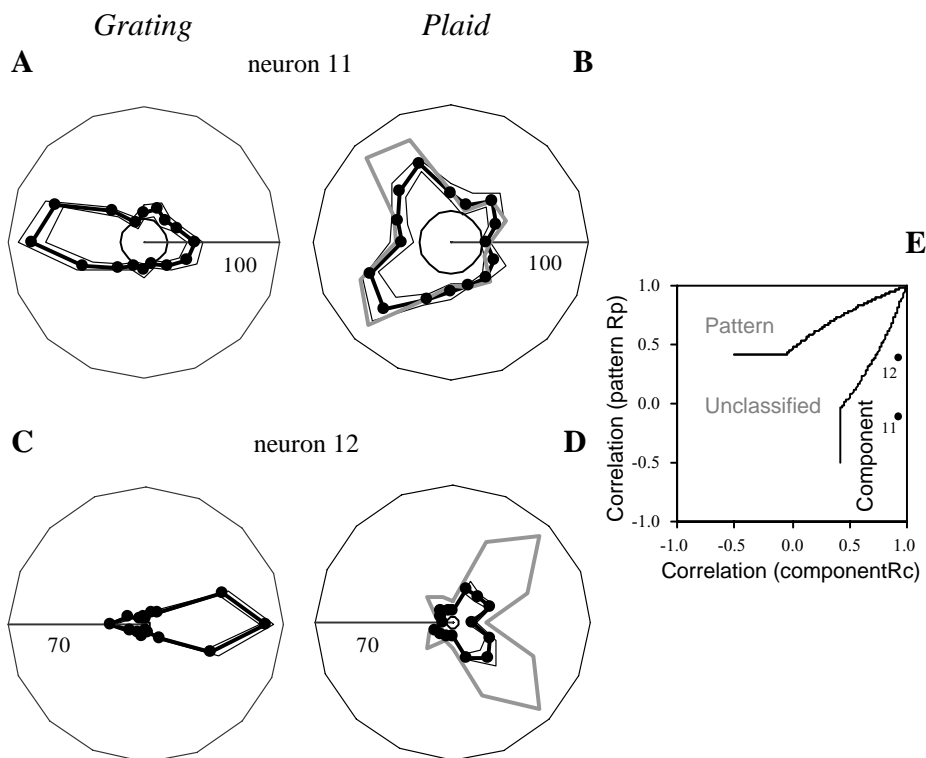 Grating Plaid
A neuron 11 B
100 100
E
Correlation (pattern Rp)
1.0
0.5
0.0
-0.5
-1.0
Pattern
Unclassified
Component
12
11
-1.0 -0.5 0.0 0.5 1.0
Correlation (componentRc)
C neuron 12 D
70 70